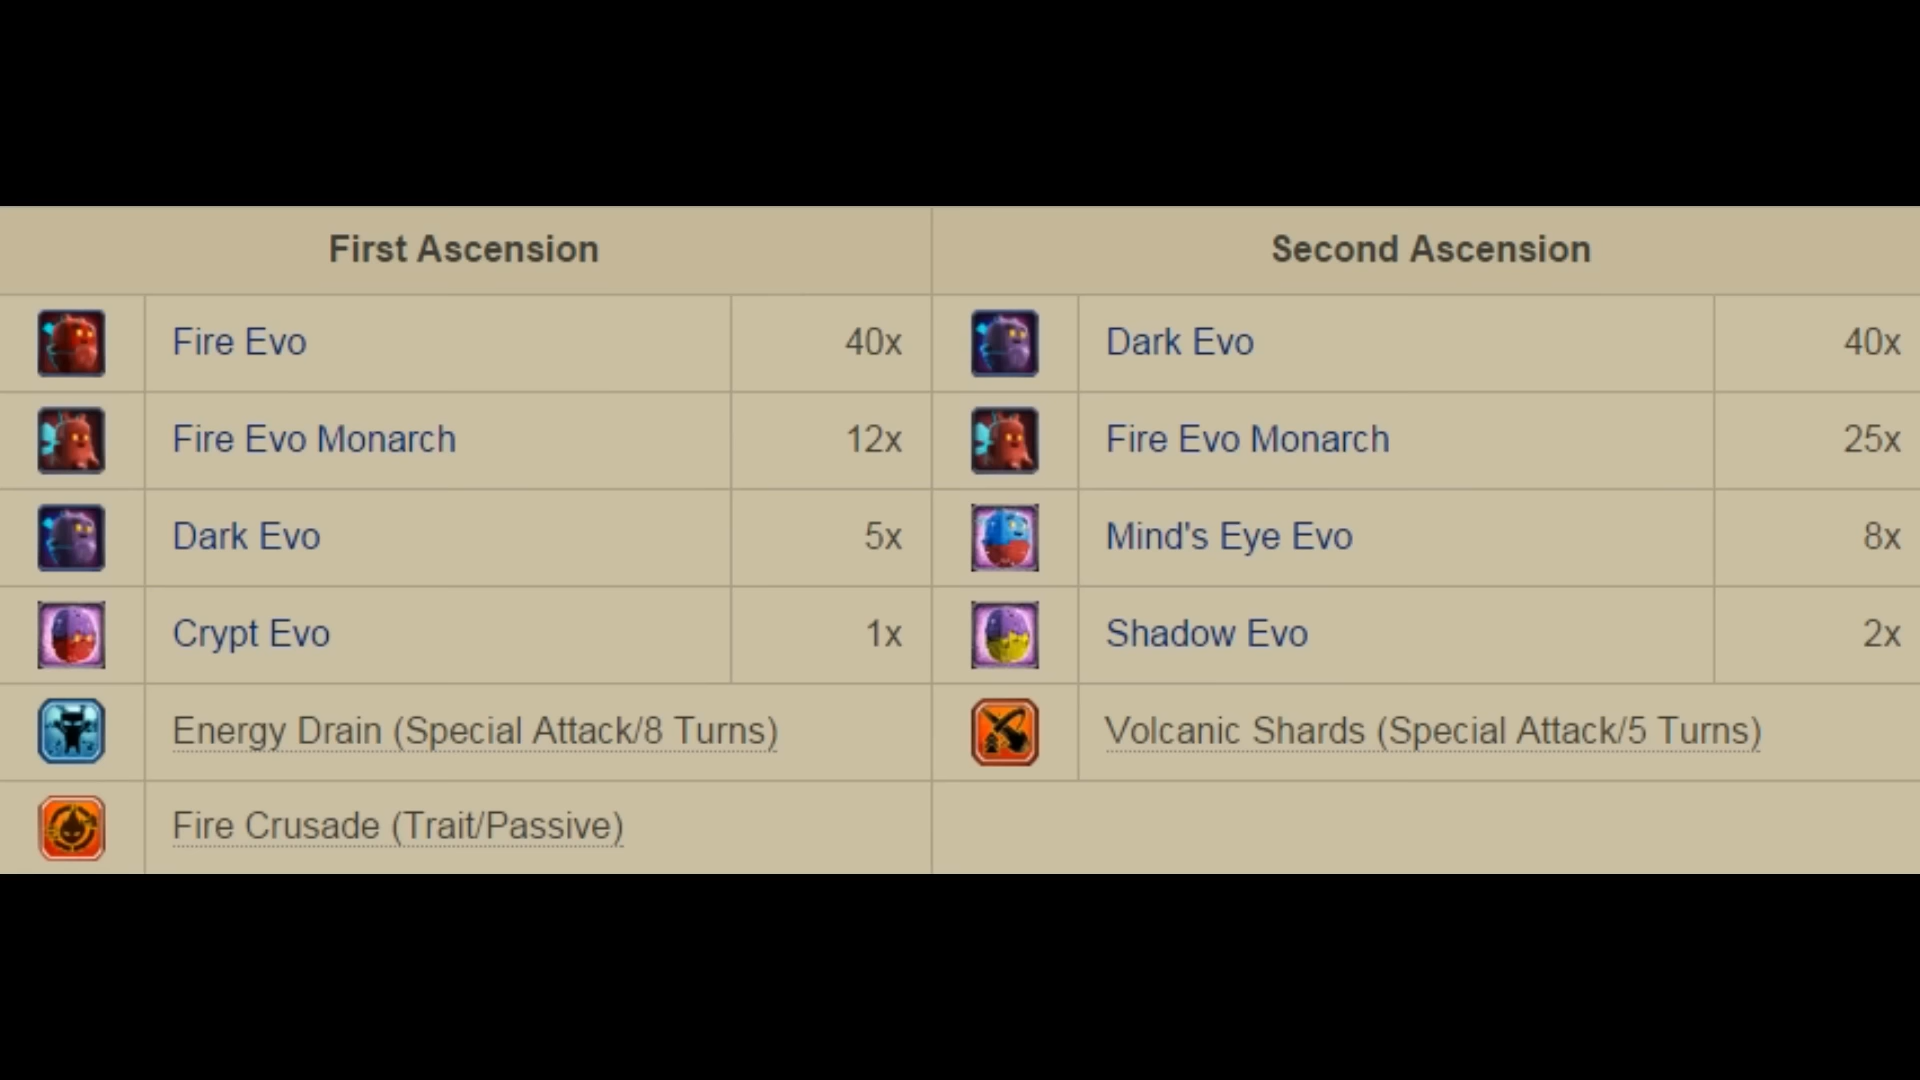 First Ascension
Second Ascension
Fire Evo 40x
Dark Evo 40x
Fire Evo Monarch 12x
Fire Evo Monarch 25x
Dark Evo 5x
Mind's Eye Evo 8x
Crypt Evo 1x
Shadow Evo 2x
Energy Drain (Special Attack/8 Turns)
Volcanic Shards (Special Attack/5 Turns)
Fire Crusade (Trait/Passive)